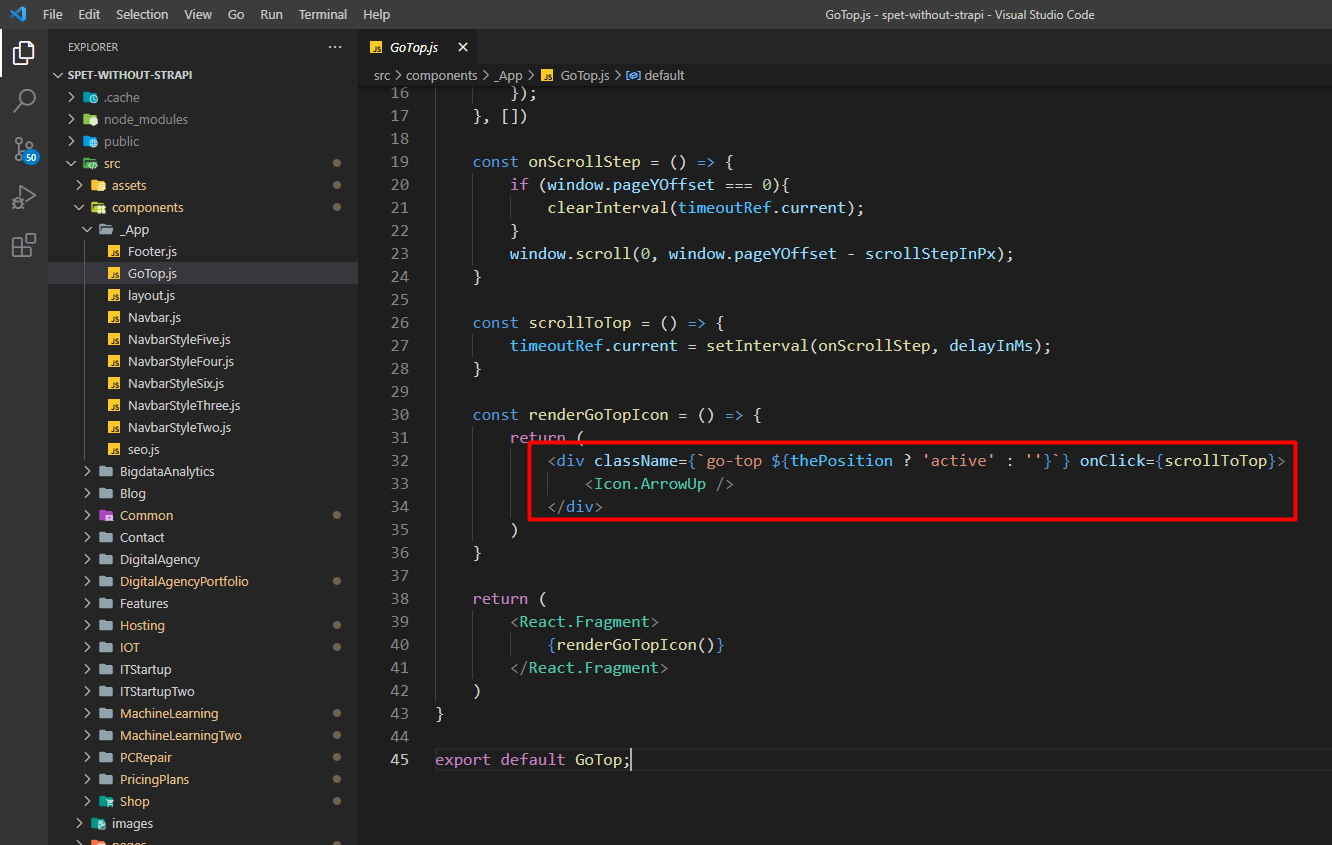 File Edit Selection View Go Run Terminal Help
GoTop.js - spet-without-strapi - Visual Studio Code
EXPLORER
SPET-WITHOUT-STRAPI
.cache
node_modules
public
src
assets
components
_App
Footer.js
GoTop.js
layout.js
Navbar.js
NavbarStyleFive.js
NavbarStyleFour.js
NavbarStyleSix.js
NavbarStyleThree.js
NavbarStyleTwo.js
seo.js
BigdataAnalytics
Blog
Common
Contact
DigitalAgency
DigitalAgencyPortfolio
Features
Hosting
IOT
ITStartup
ITStartupTwo
MachineLearning
MachineLearningTwo
PCRepair
PricingPlans
Shop
images
pages
50
JS GoTop.js ×
src > components > _App > JS GoTop.js > default
16 });
17 }, [])
18
19 const onScrollStep = () => {
20 if (window.pageYOffset === 0){
21 clearInterval(timeoutRef.current);
22 }
23 window.scroll(0, window.pageYOffset - scrollStepInPx);
24 }
25
26 const scrollToTop = () => {
27 timeoutRef.current = setInterval(onScrollStep, delayInMs);
28 }
29
30 const renderGoTopIcon = () => {
31 return (
32 <div className={`go-top ${thePosition ? 'active' : ''}`} onClick={scrollToTop}>
33 <Icon.ArrowUp />
34 </div>
35 )
36 }
37
38 return (
39 <React.Fragment>
40 {renderGoTopIcon()}
41 </React.Fragment>
42 )
43 }
44
45 export default GoTop;